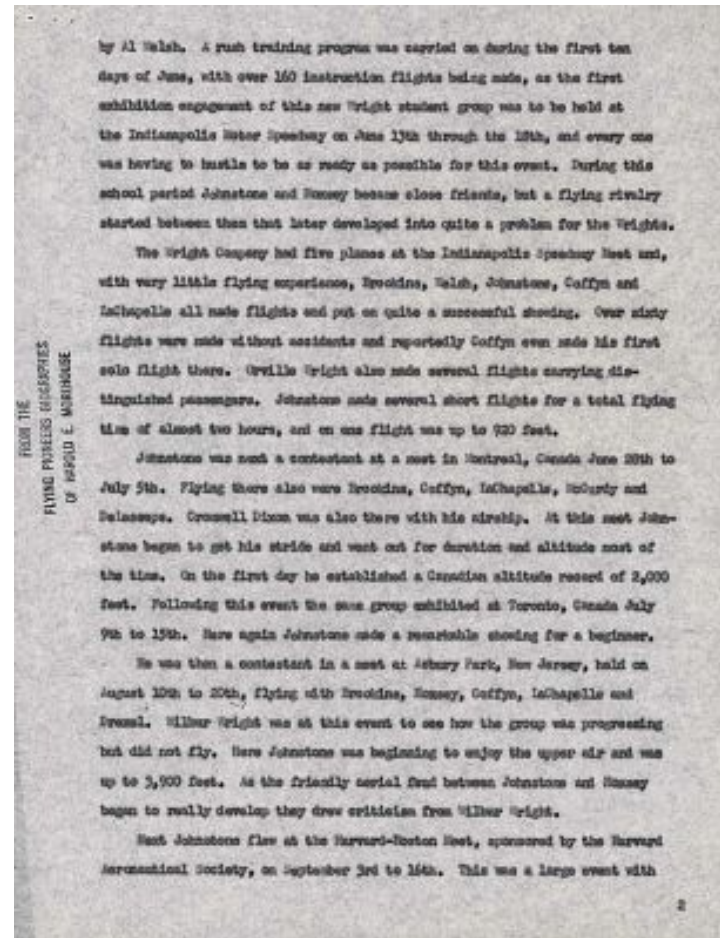 by Al Welsh. A rush training program was carried on during the first ten
days of June, with over 160 instruction flights being made, as the first
exhibition engagement of this new Wright student group was to be held at
the Indianapolis Motor Speedway on June 13th through the 18th, and every one
was having to hustle to be as ready as possible for this event. During this
school period Johnstone and Hoxsey became close friends, but a flying rivalry
started between them that later developed into quite a problem for the Wrights.
The Wright Company had five planes at the Indianapolis Speedway Meet and,
with very little flying experience, Brookins, Welsh, Johnstone, Coffyn and
LaChapelle all made flights and put on quite a successful showing. Over sixty
flights were made without accidents and reportedly Coffyn even made his first
solo flight there. Orville Wright also made several flights carrying dis-
tinguished passengers. Johnstone made several short flights for a total flying
time of almost two hours, and on one flight was up to 920 feet.
Johnstone was next a contestant at a meet in Montreal, Canada June 28th to
July 5th. Flying there also were Brookins, Coffyn, LaChapelle, McCurdy and
Delesseps. Cromwell Dixon was also there with his airship. At this meet John-
stone began to get his stride and went out for duration and altitude most of
the time. On the first day he established a Canadian altitude record of 2,000
feet. Following this event the same group exhibited at Toronto, Canada July
9th to 15th. Here again Johnstone made a remarkable showing for a beginner.
He was then a contestant in a meet at Asbury Park, New Jersey, held on
August 10th to 20th, flying with Brookins, Hoxsey, Coffyn, LaChapelle and
Drexel. Wilbur Wright was at this event to see how the group was progressing
but did not fly. Here Johnstone was beginning to enjoy the upper air and was
up to 3,900 feet. As the friendly aerial feud between Johnstone and Hoxsey
began to really develop they drew criticism from Wilbur Wright.
Next Johnstone flew at the Harvard-Boston Meet, sponsored by the Harvard
Aeronautical Society, on September 3rd to 16th. This was a large event with
2
FROM THE
FLYING PIONEERS BIOGRAPHIES
OF HAROLD E. MOREHOUSE